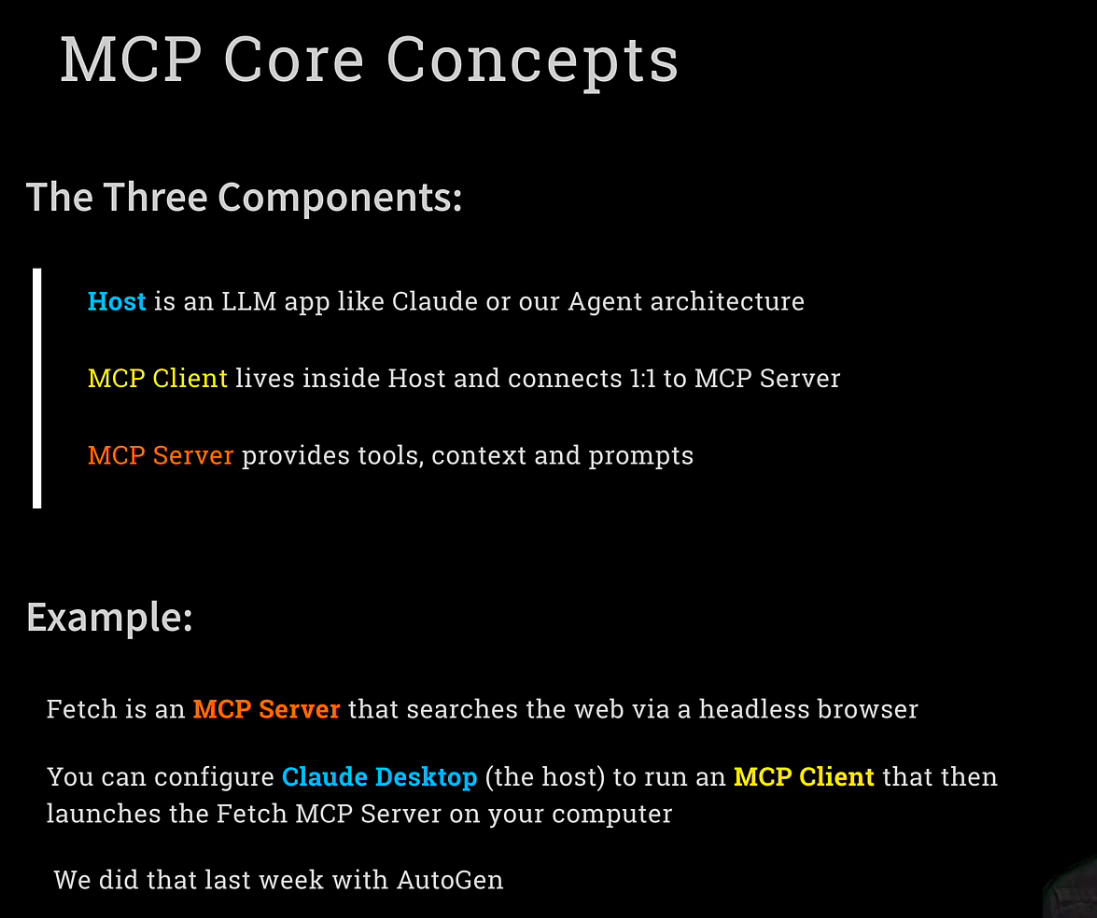 MCP Core Concepts
The Three Components:
Host is an LLM app like Claude or our Agent architecture
MCP Client lives inside Host and connects 1:1 to MCP Server
MCP Server provides tools, context and prompts
Example:
Fetch is an MCP Server that searches the web via a headless browser
You can configure Claude Desktop (the host) to run an MCP Client that then
launches the Fetch MCP Server on your computer
We did that last week with AutoGen